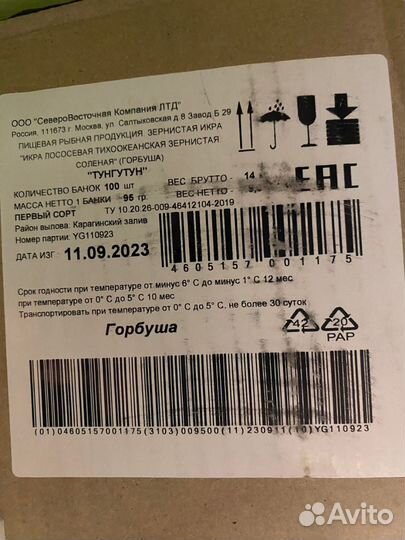 ООО "СевероВосточная Компания ЛТД"
Россия, 111673 г. Москва, ул. Салтыковская д 8 Завод Б 29
ПИЩЕВАЯ РЫБНАЯ ПРОДУКЦИЯ. ЗЕРНИСТАЯ ИКРА
"ИКРА ЛОСОСЕВАЯ ТИХООКЕАНСКАЯ ЗЕРНИСТАЯ
СОЛЕНАЯ" (ГОРБУША)
"ТУНГУТУН"
КОЛИЧЕСТВО БАНОК 100 шт ВЕС БРУТТО - 14
МАССА НЕТТО 1 БАНКИ 95 гр. ВЕС НЕТТО -
ПЕРВЫЙ СОРТ ТУ 10.20.26-009-46412104-2019
Район вылова: Карагинский залив
Номер партии: YG110923
ДАТА ИЗГ 11.09.2023
EAC
4605157001175
Срок годности при температуре от минус 6° С до минус 1° С 12 мес
при температуре от 0° С до 5° С 10 мес
Транспортировать при температуре от 0° С до 5° С, не более 30 суток
Горбуша
42 20
PAP
(01)04605157001175(3103)009500(11)230911(10)YG110923
Avito